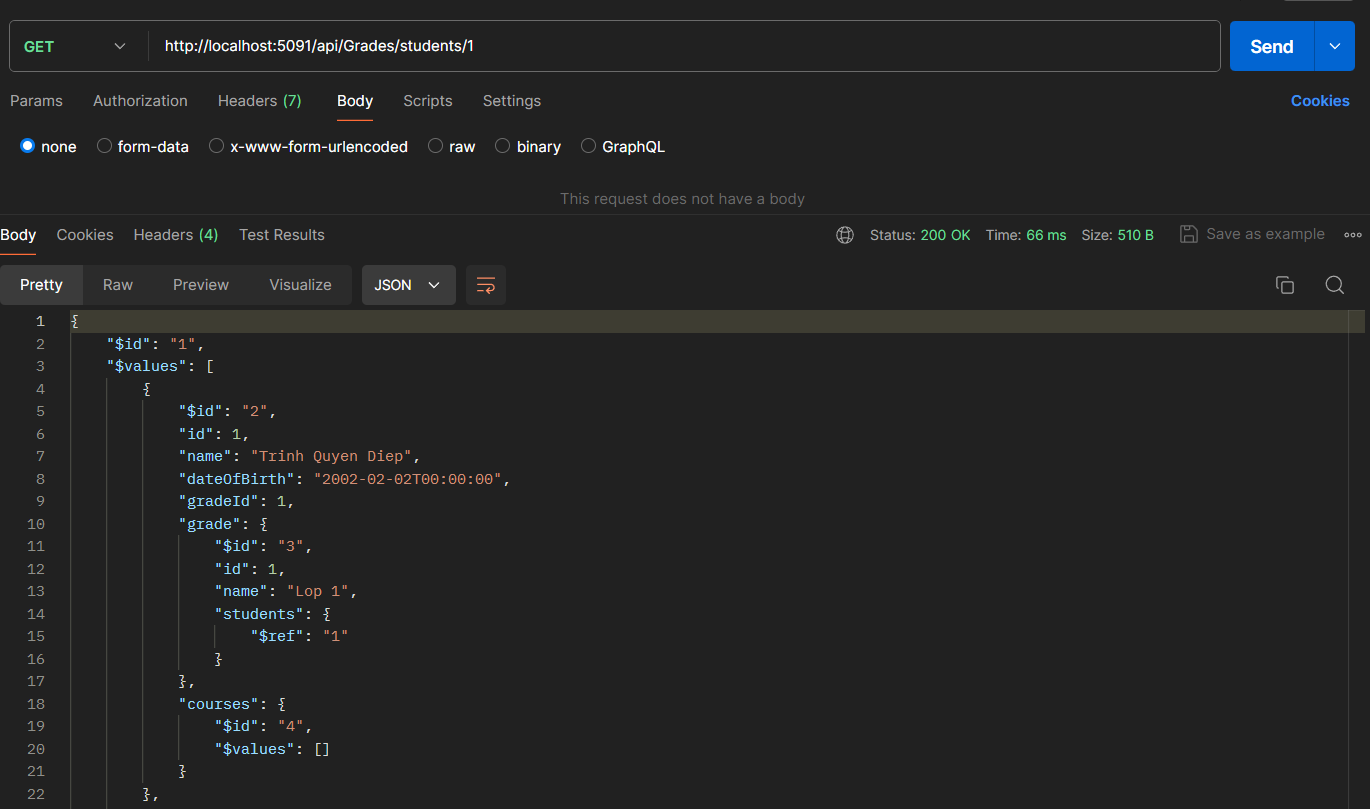 GET http://localhost:5091/api/Grades/students/1 Send
Params Authorization Headers (7) Body Scripts Settings Cookies
none form-data x-www-form-urlencoded raw binary GraphQL
This request does not have a body
Body Cookies Headers (4) Test Results Status: 200 OK Time: 66 ms Size: 510 B Save as example
Pretty Raw Preview Visualize JSON
1 {
2 "$id": "1",
3 "$values": [
4 {
5 "$id": "2",
6 "id": 1,
7 "name": "Trinh Quyen Diep",
8 "dateOfBirth": "2002-02-02T00:00:00",
9 "gradeId": 1,
10 "grade": {
11 "$id": "3",
12 "id": 1,
13 "name": "Lop 1",
14 "students": {
15 "$ref": "1"
16 }
17 },
18 "courses": {
19 "$id": "4",
20 "$values": []
21 }
22 },